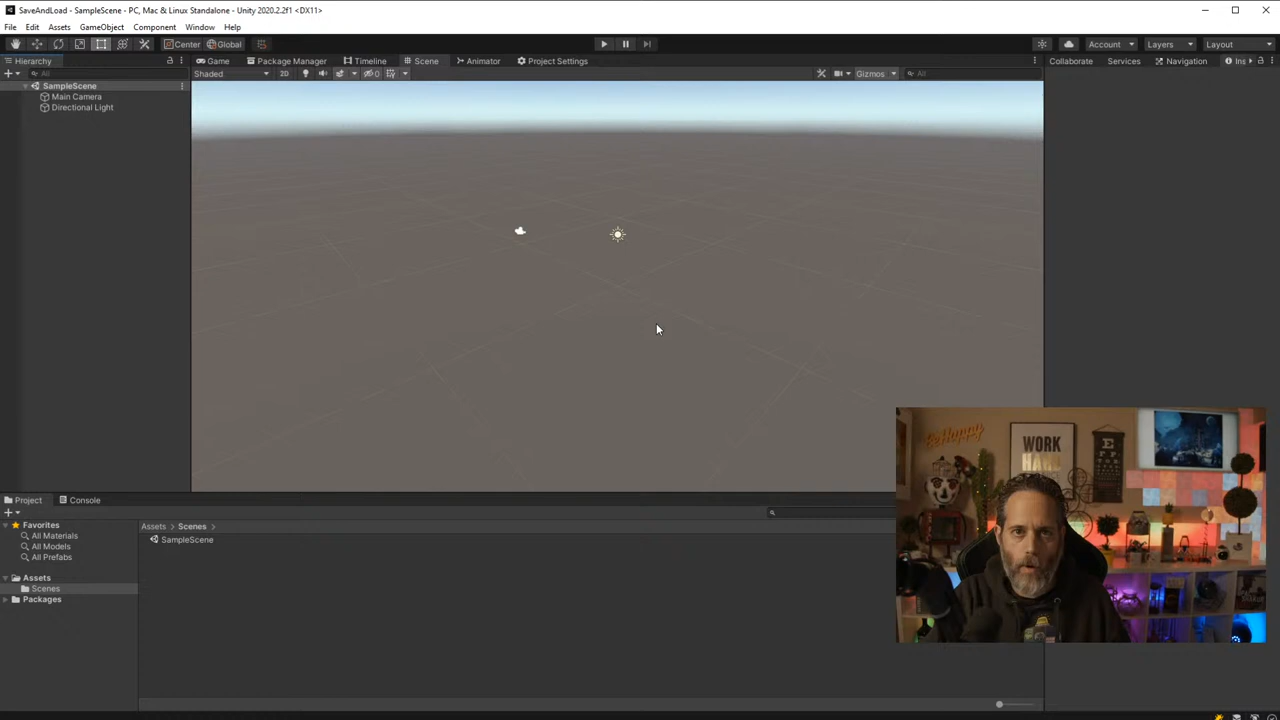 SaveAndLoad - SampleScene - PC, Mac & Linux Standalone - Unity 2020.2.2f1 <DX11>
File Edit Assets GameObject Component Window Help
Center Global Account Layers Layout
Hierarchy Game Package Manager Timeline Scene Animator Project Settings Collaborate Services Navigation Ins
All Shaded 2D Gizmos All
SampleScene
Main Camera
Directional Light
BeHappy
WORK
HARD
E
Project Console
Favorites Assets > Scenes >
All Materials SampleScene
All Models
All Prefabs
Assets
Scenes
Packages